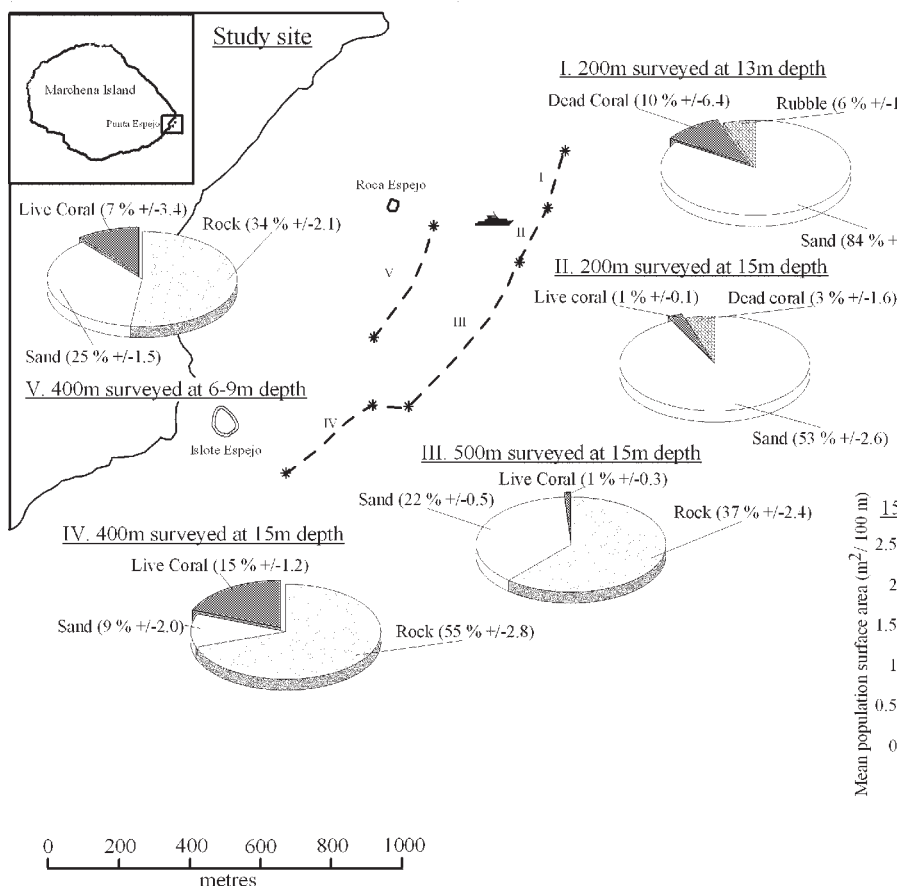 Study site
Marchena Island
Punta Espejo
I. 200m surveyed at 13m depth
Dead Coral (10 % +/-6.4)
Rubble (6 % +/-1
Sand (84 % +
Roca Espejo
I
II
III
IV
V
Live Coral (7 % +/-3.4)
Rock (34 % +/-2.1)
Sand (25 % +/-1.5)
V. 400m surveyed at 6-9m depth
II. 200m surveyed at 15m depth
Live coral (1 % +/-0.1)
Dead coral (3 % +/-1.6)
Sand (53 % +/-2.6)
Islote Espejo
III. 500m surveyed at 15m depth
Live Coral (1 % +/-0.3)
Sand (22 % +/-0.5)
Rock (37 % +/-2.4)
IV. 400m surveyed at 15m depth
Live Coral (15 % +/-1.2)
Sand (9 % +/-2.0)
Rock (55 % +/-2.8)
15
Mean population surface area (m²/ 100 m)
2.5
2
1.5
1
0.5
0
0 200 400 600 800 1000
metres